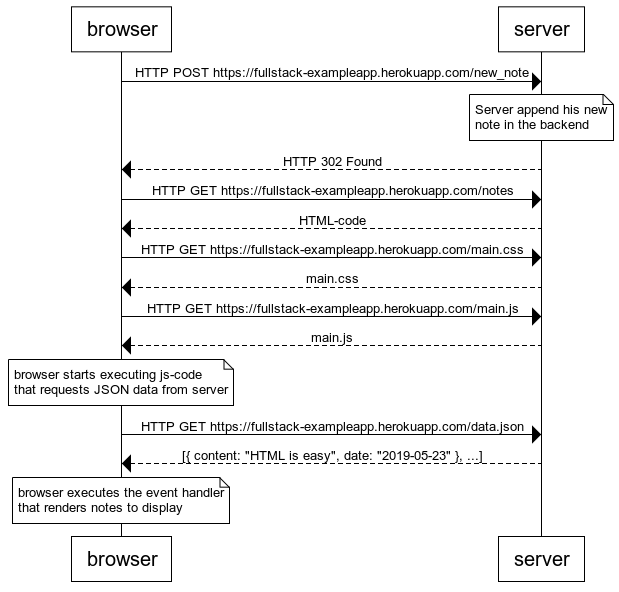 browser
server
HTTP POST https://fullstack-exampleapp.herokuapp.com/new_note
Server append his new
note in the backend
HTTP 302 Found
HTTP GET https://fullstack-exampleapp.herokuapp.com/notes
HTML-code
HTTP GET https://fullstack-exampleapp.herokuapp.com/main.css
main.css
HTTP GET https://fullstack-exampleapp.herokuapp.com/main.js
main.js
browser starts executing js-code
that requests JSON data from server
HTTP GET https://fullstack-exampleapp.herokuapp.com/data.json
[{ content: "HTML is easy", date: "2019-05-23" }, ...]
browser executes the event handler
that renders notes to display
browser
server